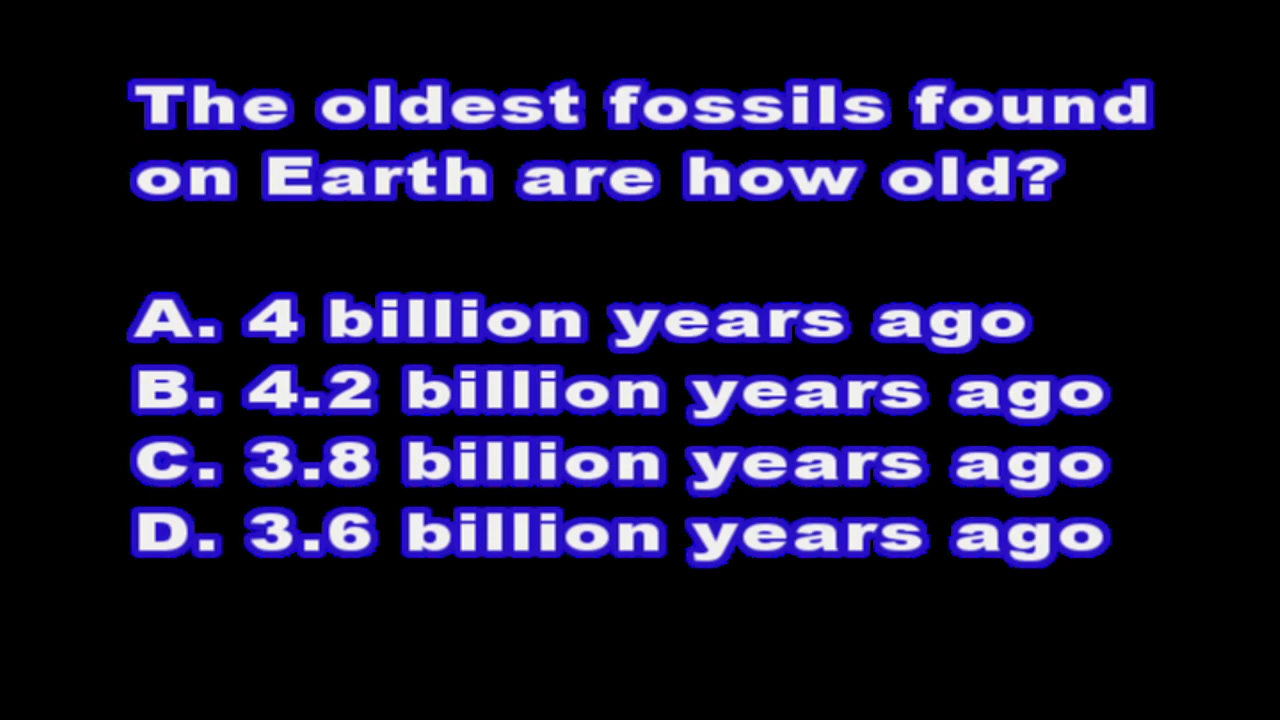 The oldest fossils found
on Earth are how old?
A. 4 billion years ago
B. 4.2 billion years ago
C. 3.8 billion years ago
D. 3.6 billion years ago